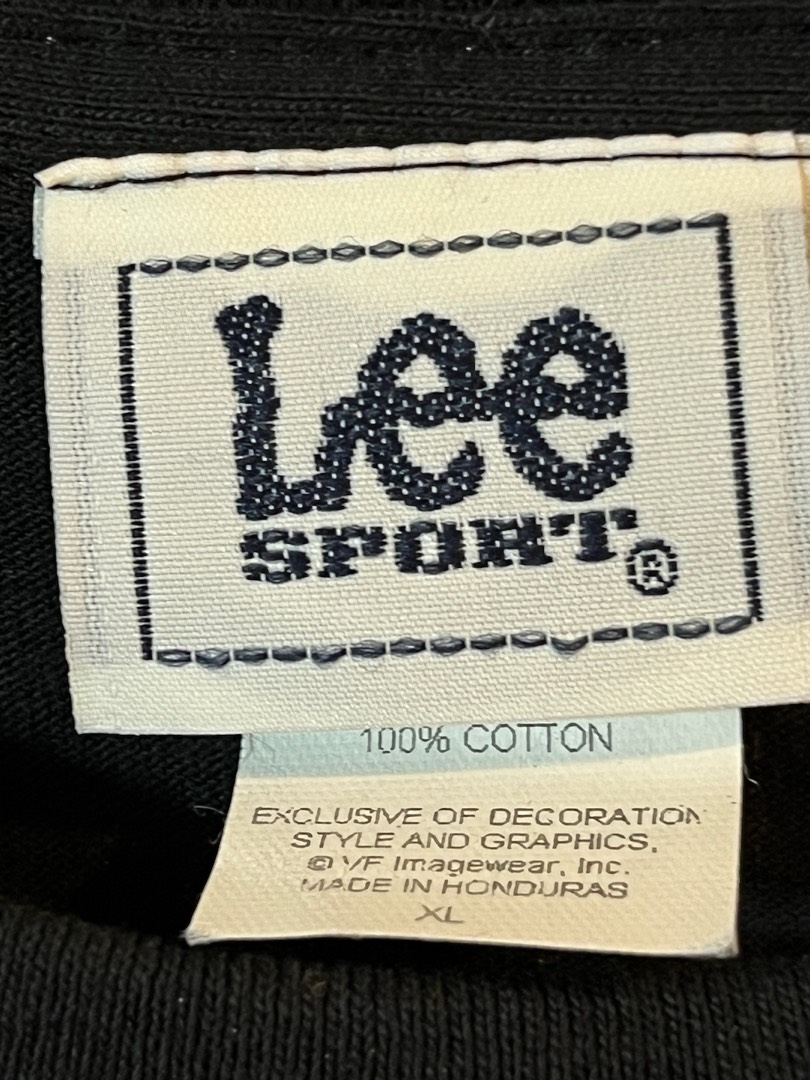 Lee
SPORT®
100% COTTON
EXCLUSIVE OF DECORATION
STYLE AND GRAPHICS,
© VF Imagewear, Inc.
MADE IN HONDURAS
XL